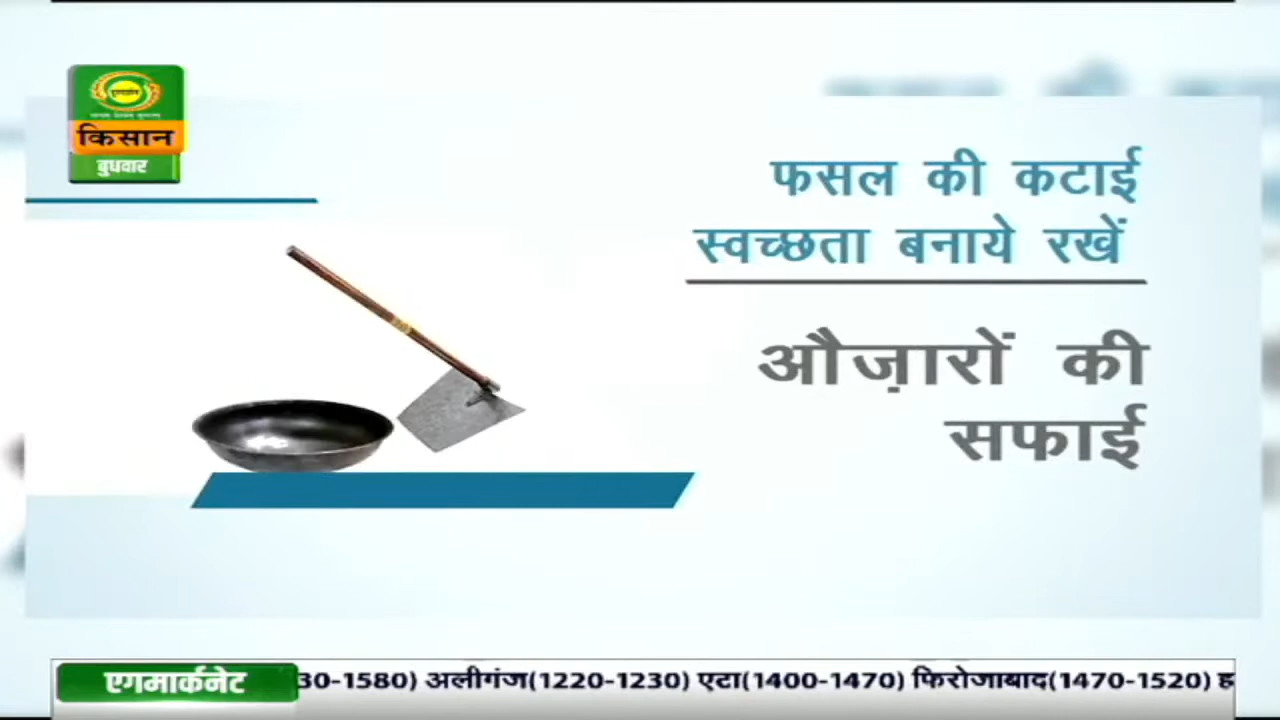 किसान
बुधवार
फसल की कटाई
स्वच्छता बनाये रखें
औज़ारों की
सफाई
एगमार्कनेट
30-1580) अलीगंज(1220-1230) एटा(1400-1470) फिरोजाबाद(1470-1520) ह